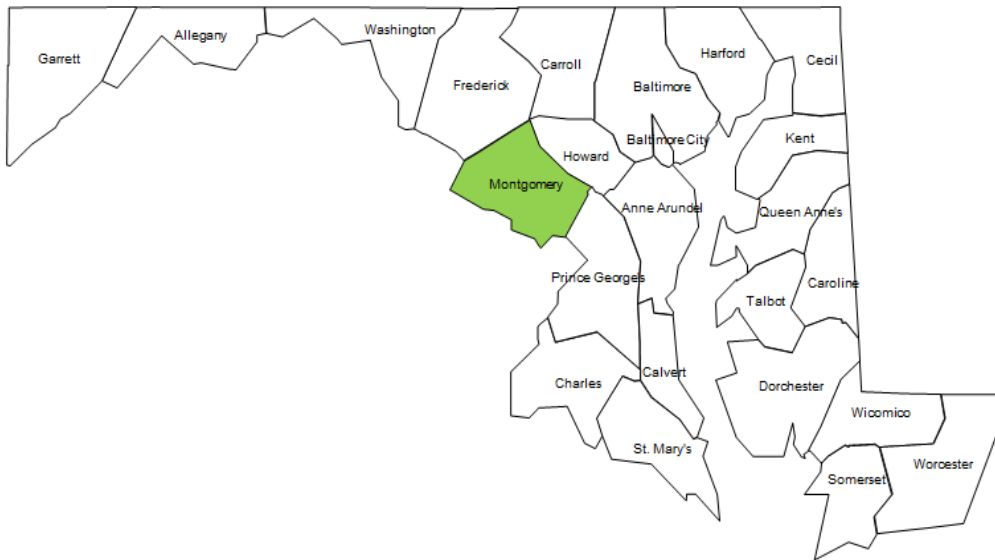 Washington
Harford
Allegany
Garrett
Carroll
Cecil
Frederick
Baltimore
Baltimore City
Kent
Howard
Montgomery
Anne Arundel
Queen Anne's
Prince George's
Caroline
Talbot
Calvert
Charles
Dorchester
Wicomico
St. Mary's
Worcester
Somerset